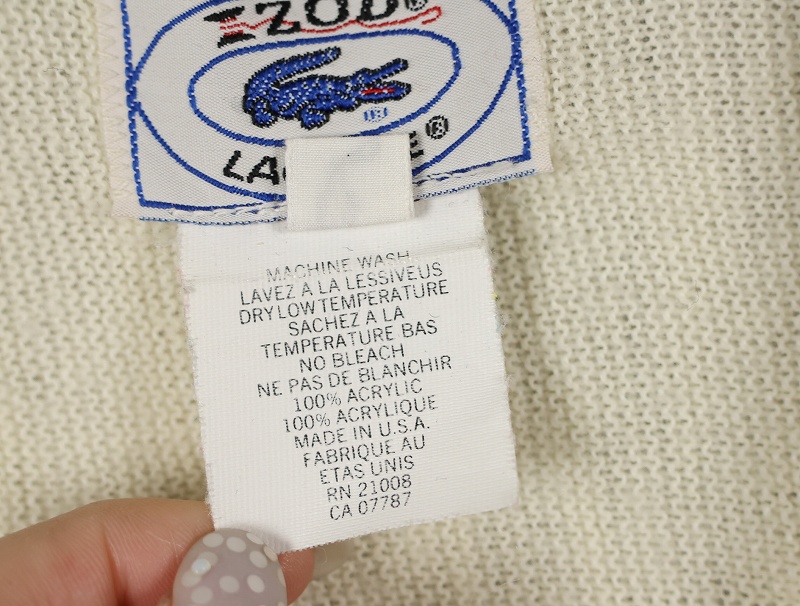 IZOD®
®
®
MACHINE WASH
LAVEZ A LA LESSIVEUS
DRY LOW TEMPERATURE
SACHEZ A LA
TEMPERATURE BAS
NO BLEACH
NE PAS DE BLANCHIR
100% ACRYLIC
100% ACRYLIQUE
MADE IN U.S.A.
FABRIQUE AU
ETAS UNIS
RN 21008
CA 07787